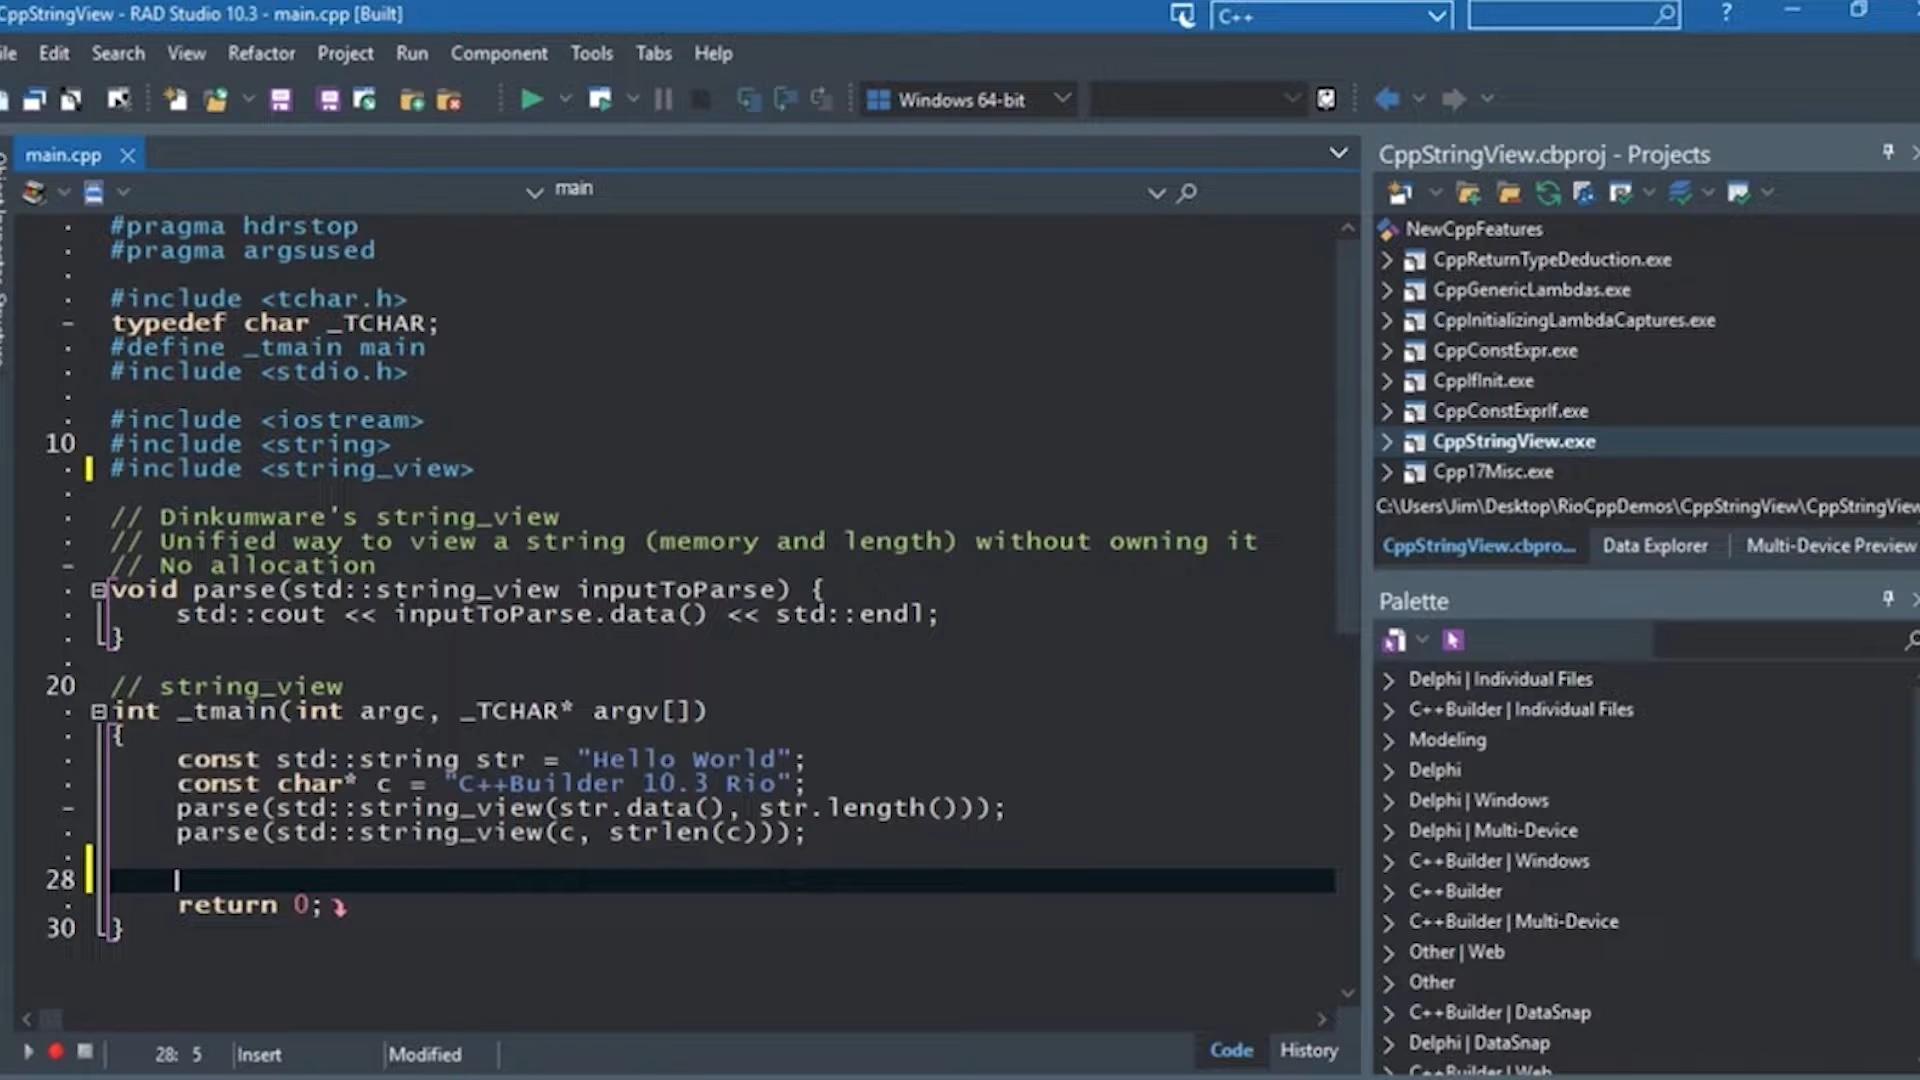 CppStringView - RAD Studio 10.3 - main.cpp [Built]
C++
?
Edit Search View Refactor Project Run Component Tools Tabs Help
Windows 64-bit
main.cpp
main
#pragma hdrstop
#pragma argsused
#include <tchar.h>
typedef char _TCHAR;
#define _tmain main
#include <stdio.h>
#include <iostream>
10 #include <string>
#include <string_view>
// Dinkumware's string_view
// Unified way to view a string (memory and length) without owning it
// No allocation
void parse(std::string_view inputToParse) {
std::cout << inputToParse.data() << std::endl;
}
20 // string_view
int _tmain(int argc, _TCHAR* argv[])
{
const std::string str = "Hello World";
const char* c = "C++Builder 10.3 Rio";
parse(std::string_view(str.data(), str.length()));
parse(std::string_view(c, strlen(c)));
28
return 0;
30 }
28: 5 Insert Modified
Code History
CppStringView.cbproj - Projects
NewCppFeatures
CppReturnTypeDeduction.exe
CppGenericLambdas.exe
CppInitializingLambdaCaptures.exe
CppConstExpr.exe
CppIfInit.exe
CppConstExprIf.exe
CppStringView.exe
Cpp17Misc.exe
C:\Users\Jim\Desktop\RioCppDemos\CppStringView\CppStringView
CppStringView.cbpro... Data Explorer Multi-Device Preview
Palette
Delphi | Individual Files
C++Builder | Individual Files
Modeling
Delphi
Delphi | Windows
Delphi | Multi-Device
C++Builder | Windows
C++Builder
C++Builder | Multi-Device
Other | Web
Other
C++Builder | DataSnap
Delphi | DataSnap
C++Builder | Web